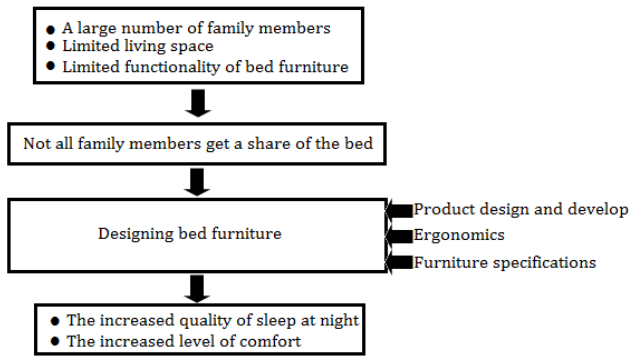 ● A large number of family members
● Limited living space
● Limited functionality of bed furniture
Not all family members get a share of the bed
Designing bed furniture
Product design and develop
Ergonomics
Furniture specifications
● The increased quality of sleep at night
● The increased level of comfort